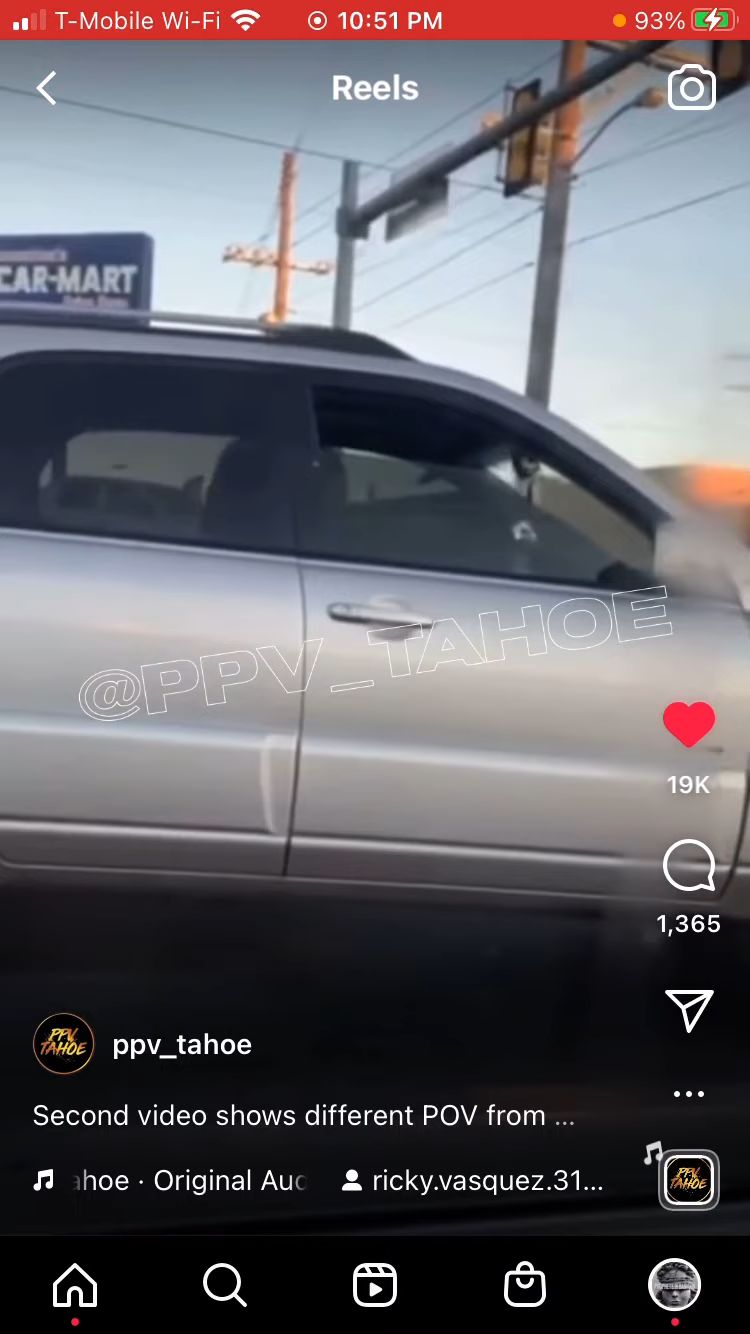 T-Mobile Wi-Fi 10:51 PM 93%
Reels
CAR-MART
@PPV_TAHOE
19K
1,365
PPV
TAHOE
ppv_tahoe
Second video shows different POV from ...
ahoe · Original Auc
ricky.vasquez.31...
PPV
TAHOE